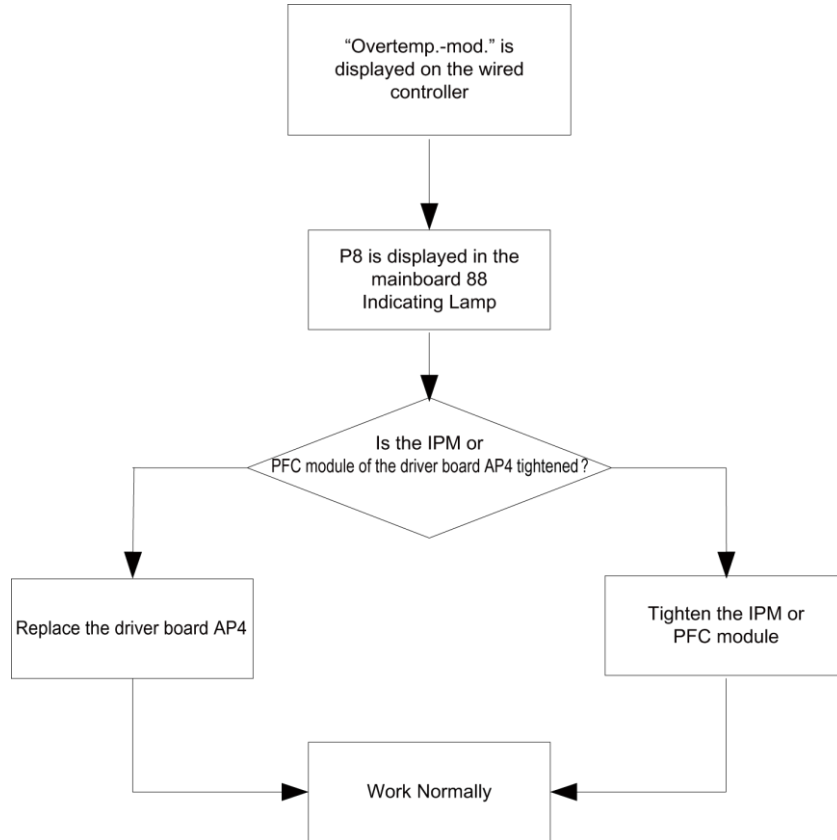 “Overtemp.-mod.” is
displayed on the wired
controller
P8 is displayed in the
mainboard 88
Indicating Lamp
Is the IPM or
PFC module of the driver board AP4 tightened?
Replace the driver board AP4
Tighten the IPM or
PFC module
Work Normally